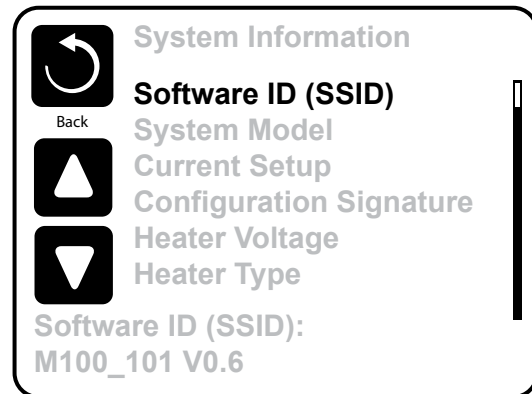 System Information
Software ID (SSID)
Back
System Model
Current Setup
Configuration Signature
Heater Voltage
Heater Type
Software ID (SSID):
M100_101 V0.6